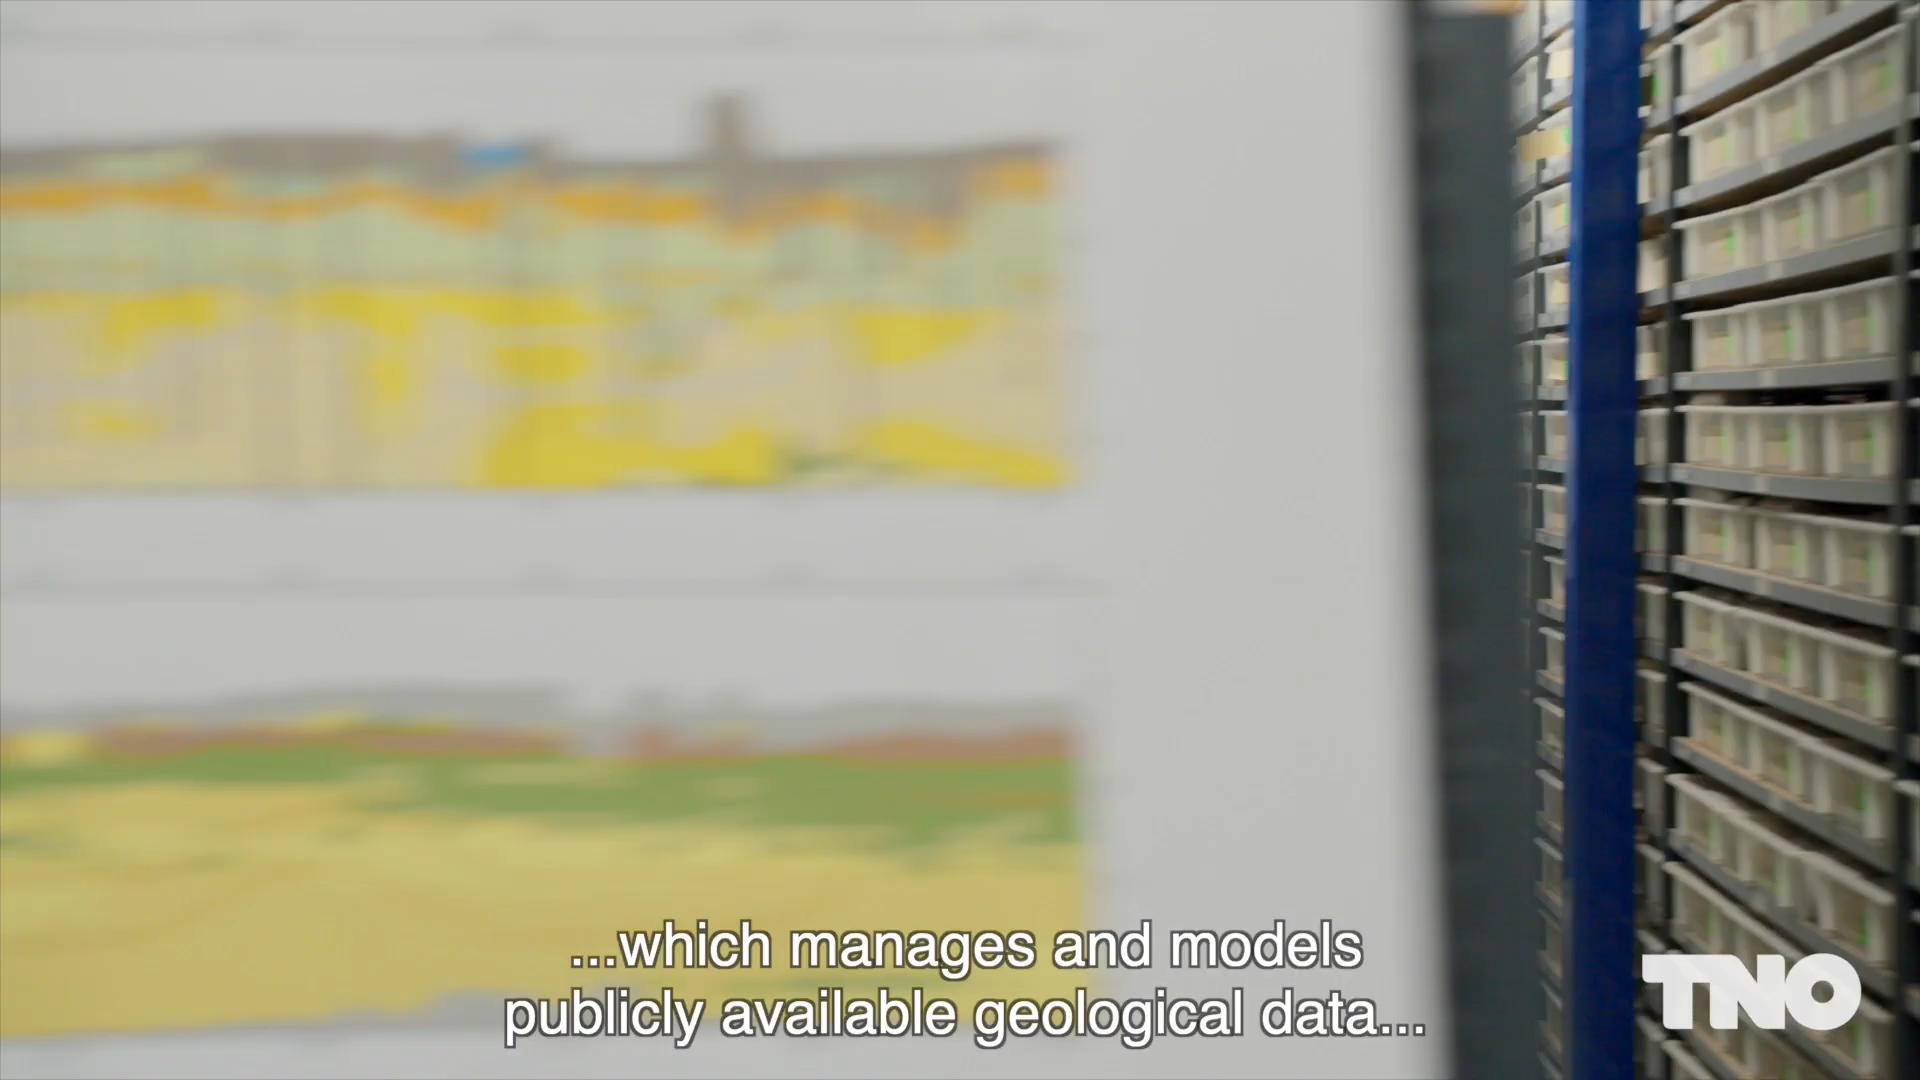 ...which manages and models
publicly available geological data...
TNO